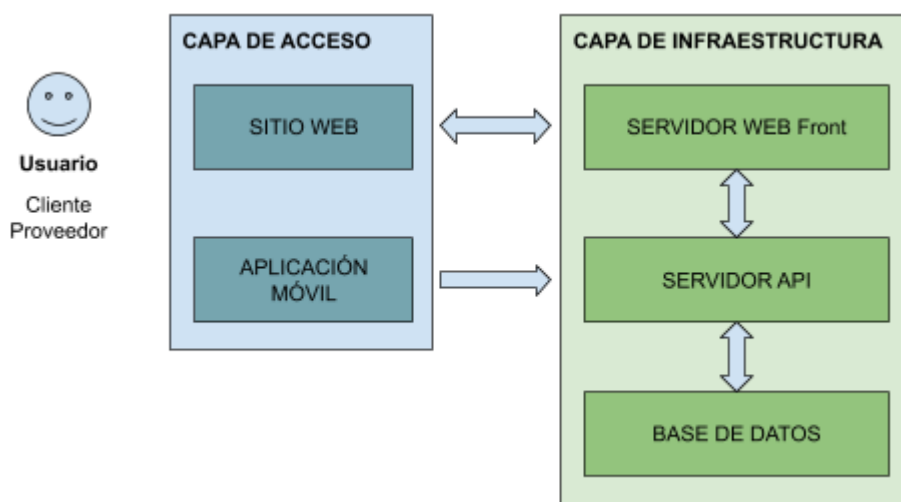 CAPA DE ACCESO
CAPA DE INFRAESTRUCTURA
SITIO WEB
SERVIDOR WEB Front
Usuario
Cliente
Proveedor
APLICACIÓN
MÓVIL
SERVIDOR API
BASE DE DATOS